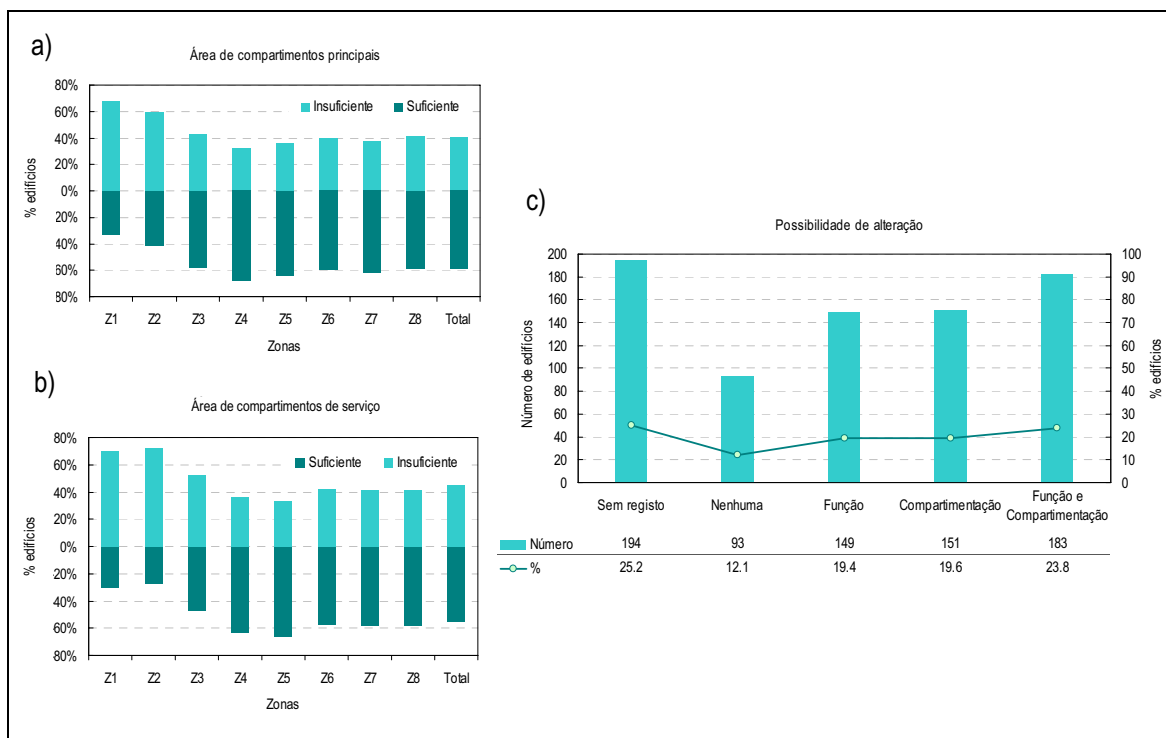 a)
Área de compartimentos principais
80%
60%
40%
20%
0%
20%
40%
60%
80%
% edifícios
Insuficiente Suficiente
Z1 Z2 Z3 Z4 Z5 Z6 Z7 Z8 Total
Zonas
b)
Área de compartimentos de serviço
80%
60%
40%
20%
0%
20%
40%
60%
80%
% edifícios
Suficiente Insuficiente
Z1 Z2 Z3 Z4 Z5 Z6 Z7 Z8 Total
Zonas
c)
Possibilidade de alteração
200 100
180 90
160 80
140 70
120 60
100 50
80 40
60 30
40 20
20 10
0 0
Número de edifícios
% edifícios
Sem registo Nenhuma Função Compartimentação Função e
Compartimentação
Número 194 93 149 151 183
% 25.2 12.1 19.4 19.6 23.8